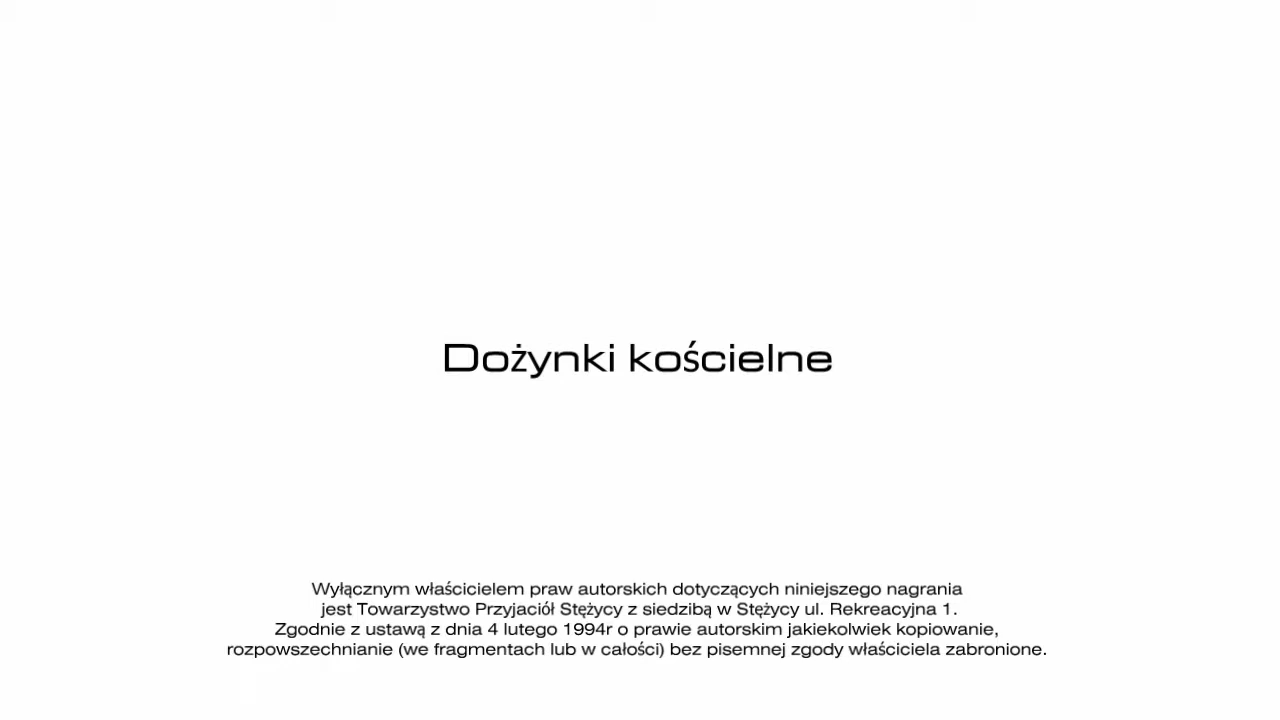 Dożynki kościelne
Wyłącznym właścicielem praw autorskich dotyczących niniejszego nagrania
jest Towarzystwo Przyjaciół Stężycy z siedzibą w Stężycy ul. Rekreacyjna 1.
Zgodnie z ustawą z dnia 4 lutego 1994r o prawie autorskim jakiekolwiek kopiowanie,
rozpowszechnianie (we fragmentach lub w całości) bez pisemnej zgody właściciela zabronione.